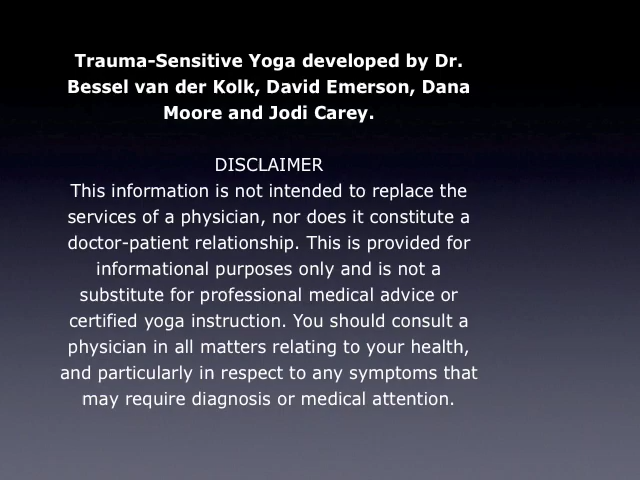 Trauma-Sensitive Yoga developed by Dr.
Bessel van der Kolk, David Emerson, Dana
Moore and Jodi Carey.
DISCLAIMER
This information is not intended to replace the
services of a physician, nor does it constitute a
doctor-patient relationship. This is provided for
informational purposes only and is not a
substitute for professional medical advice or
certified yoga instruction. You should consult a
physician in all matters relating to your health,
and particularly in respect to any symptoms that
may require diagnosis or medical attention.